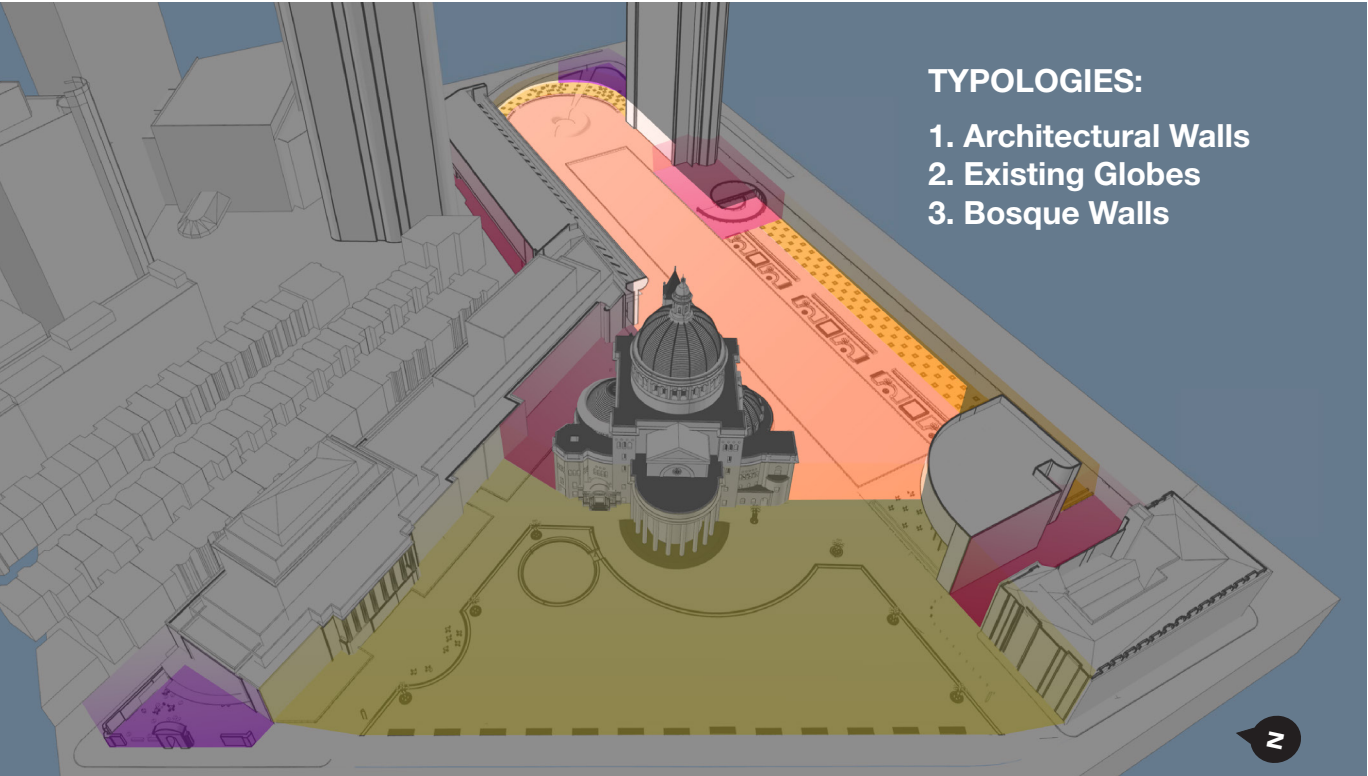 TYPOLOGIES:
1. Architectural Walls
2. Existing Globes
3. Bosque Walls
N